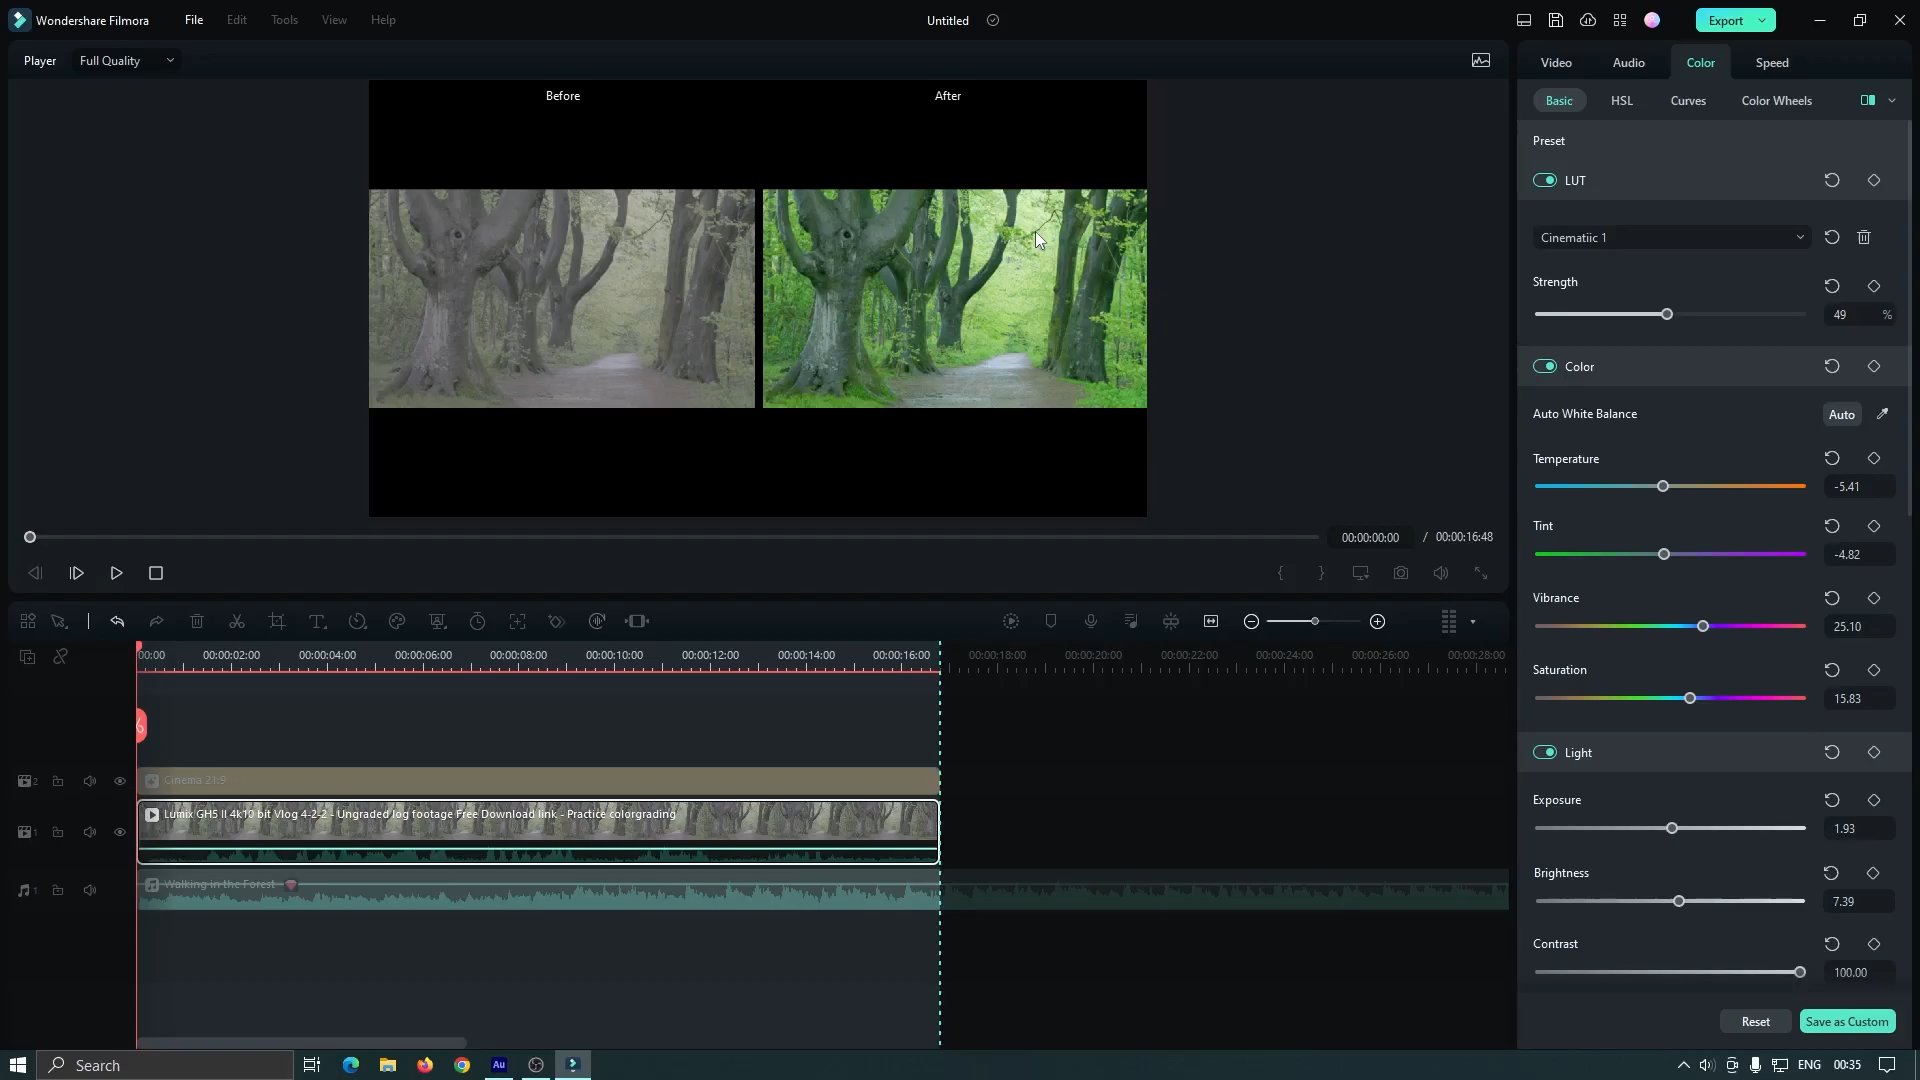 Wondershare Filmora
File
Edit
Tools
View
Help
Untitled
Export
Player
Full Quality
Before
After
00:00:00:00
/
00:00:16:48
00:00
00:00:02:00
00:00:04:00
00:00:06:00
00:00:08:00
00:00:10:00
00:00:12:00
00:00:14:00
00:00:16:00
00:00:18:00
00:00:20:00
00:00:22:00
00:00:24:00
00:00:26:00
00:00:28:00
2
Cinema 21:9
1
Lumix GH5 II 4k10 bit Vlog 4-2-2 - Ungraded log footage Free Download link - Practice colorgrading
1
Walking in the Forest
Video
Audio
Color
Speed
Basic
HSL
Curves
Color Wheels
Preset
LUT
Cinematiic 1
Strength
49 %
Color
Auto White Balance
Auto
Temperature
-5.41
Tint
-4.82
Vibrance
25.10
Saturation
15.83
Light
Exposure
1.93
Brightness
7.39
Contrast
100.00
Reset
Save as Custom
Search
Au
ENG
00:35